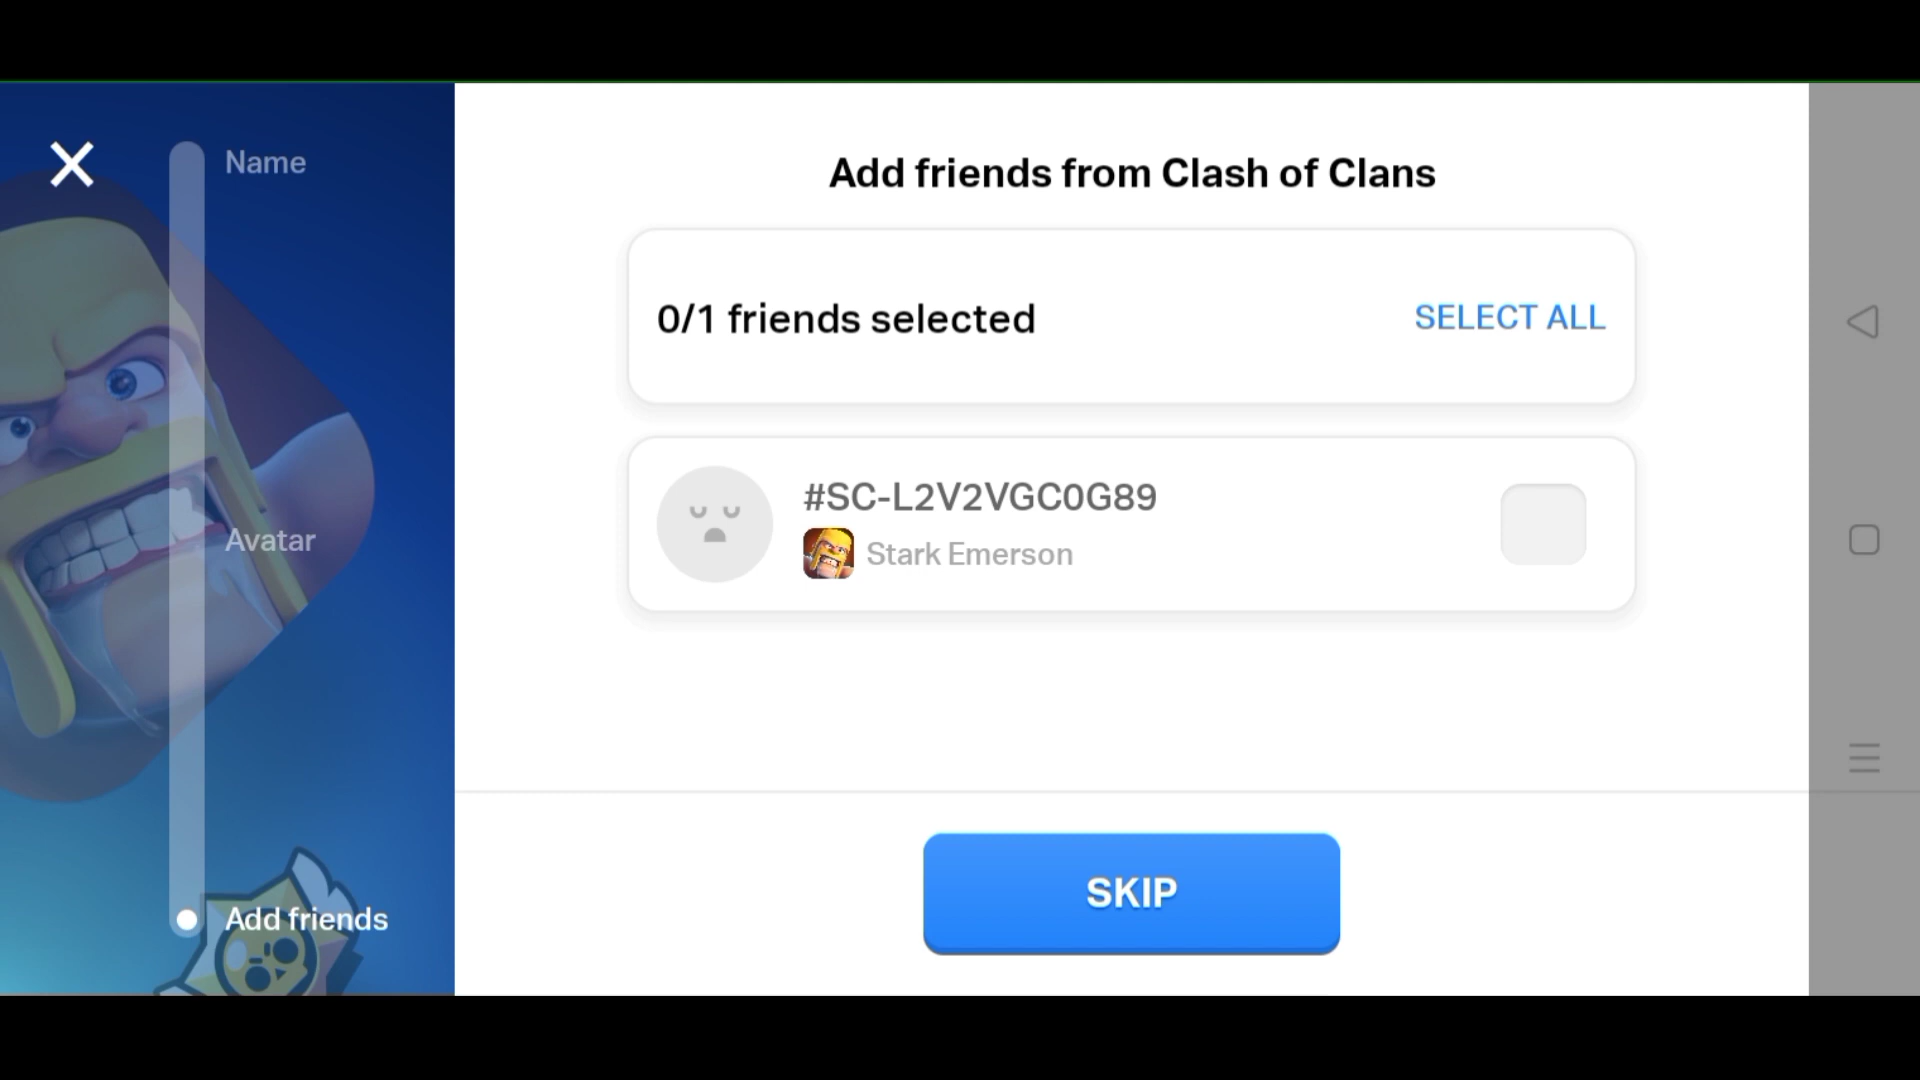 Name
Avatar
Add friends
Add friends from Clash of Clans
0/1 friends selected
SELECT ALL
#SC-L2V2VGC0G89
Stark Emerson
SKIP